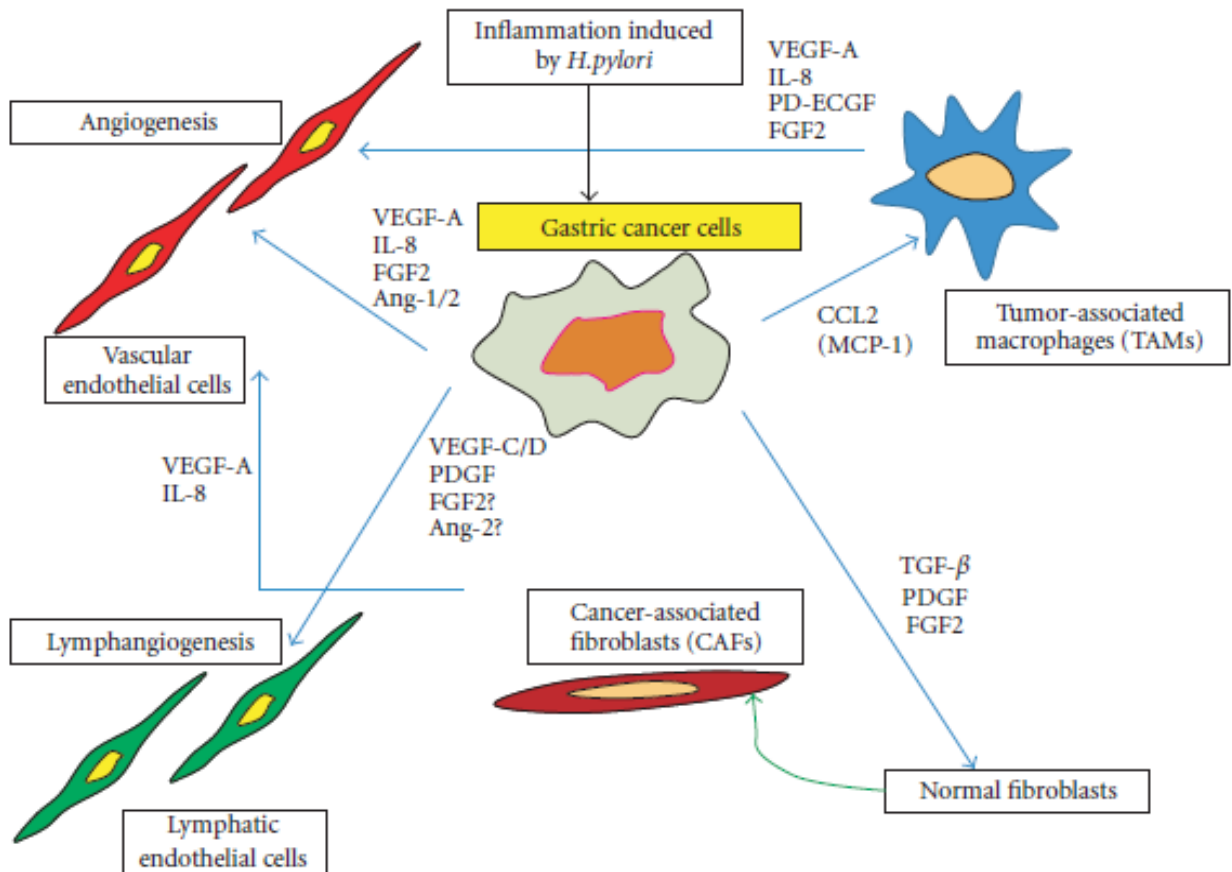 Inflammation induced
by H.pylori
VEGF-A
IL-8
PD-ECGF
FGF2
Angiogenesis
VEGF-A
IL-8
FGF2
Ang-1/2
Gastric cancer cells
CCL2
(MCP-1)
Tumor-associated
macrophages (TAMs)
Vascular
endothelial cells
VEGF-A
IL-8
VEGF-C/D
PDGF
FGF2?
Ang-2?
TGF-β
PDGF
FGF2
Lymphangiogenesis
Cancer-associated
fibroblasts (CAFs)
Normal fibroblasts
Lymphatic
endothelial cells